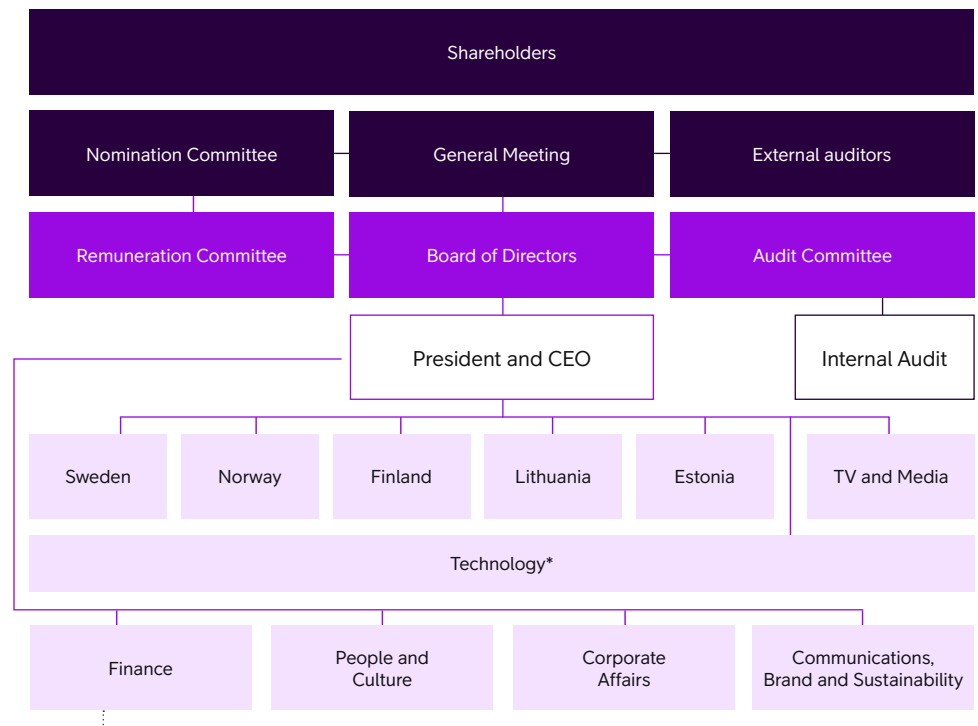 Shareholders
Nomination Committee
General Meeting
External auditors
Remuneration Committee
Board of Directors
Audit Committee
President and CEO
Internal Audit
Sweden
Norway
Finland
Lithuania
Estonia
TV and Media
Technology*
Finance
People and
Culture
Corporate
Affairs
Communications,
Brand and Sustainability